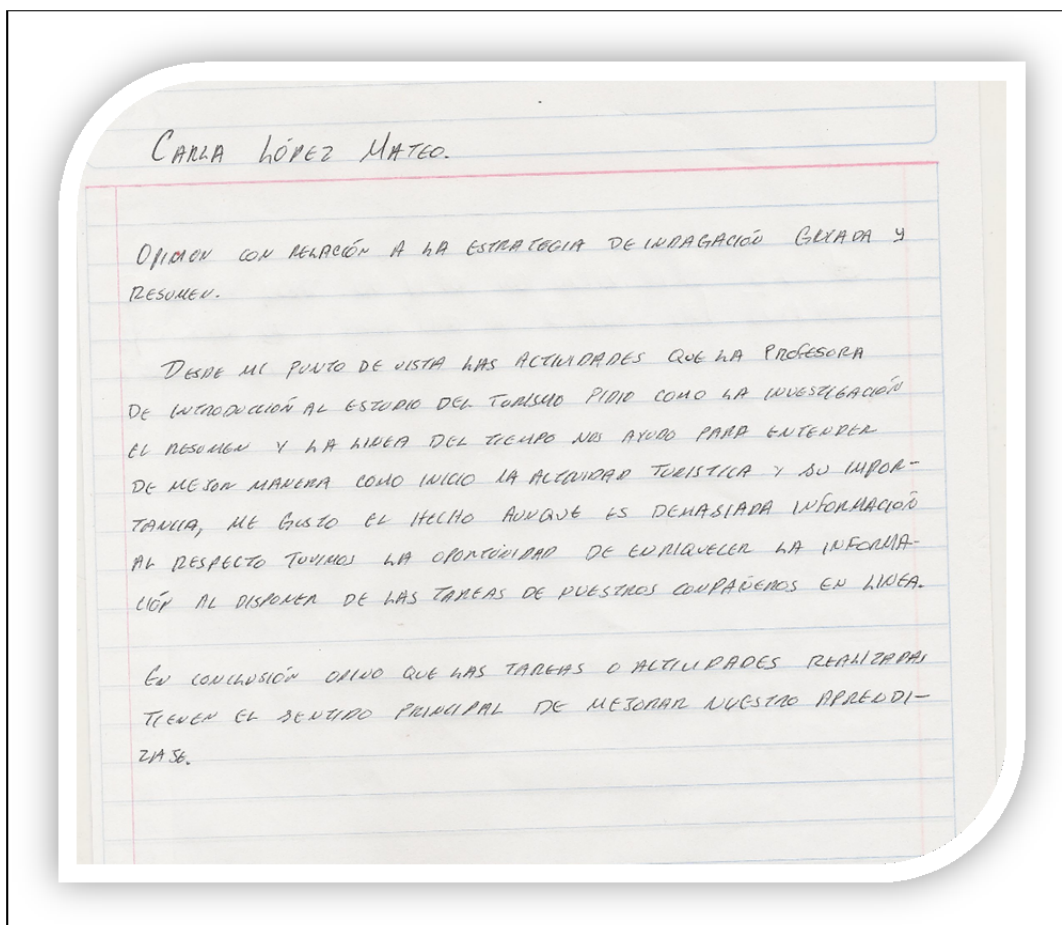 CARLA LÓPEZ MATEO.
OPINION CON RELACIÓN A LA ESTRATEGIA DE INDAGACIÓN GUIADA Y
RESUMEN.
DESDE MI PUNTO DE VISTA LAS ACTIVIDADES QUE LA PROFESORA
DE INTRODUCCIÓN AL ESTUDIO DEL TURISMO PIDIO COMO LA INVESTIGACIÓN
EL RESUMEN Y LA LINEA DEL TIEMPO NOS AYUDO PARA ENTENDER
DE MEJOR MANERA COMO INICIO LA ACTIVIDAD TURISTICA Y SU IMPOR-
TANCIA, ME GUSTO EL HECHO AUNQUE ES DEMASIADA INFORMACIÓN
AL RESPECTO TUVIMOS LA OPORTUNIDAD DE ENRIQUECER LA INFORMA-
CIÓN AL DISPONER DE LAS TAREAS DE NUESTROS COMPAÑEROS EN LINEA.
EN CONCLUSIÓN OPINO QUE LAS TAREAS O ACTIVIDADES REALIZADAS
TIENEN EL SENTIDO PRINCIPAL DE MEJORAR NUESTRO APRENDI-
ZAJE.